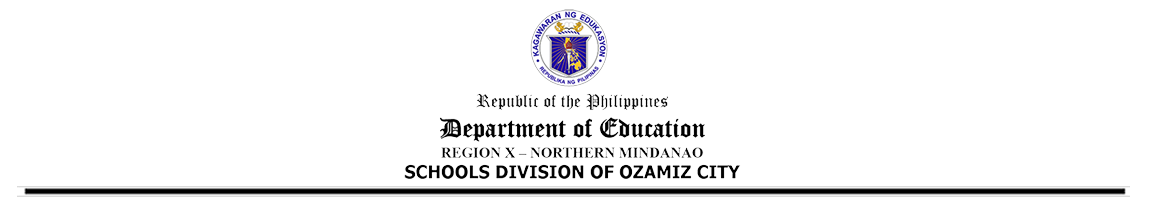 KAGAWARAN NG EDUKASYON
REPUBLIKA NG PILIPINAS
Republic of the Philippines
Department of Education
REGION X – NORTHERN MINDANAO
SCHOOLS DIVISION OF OZAMIZ CITY